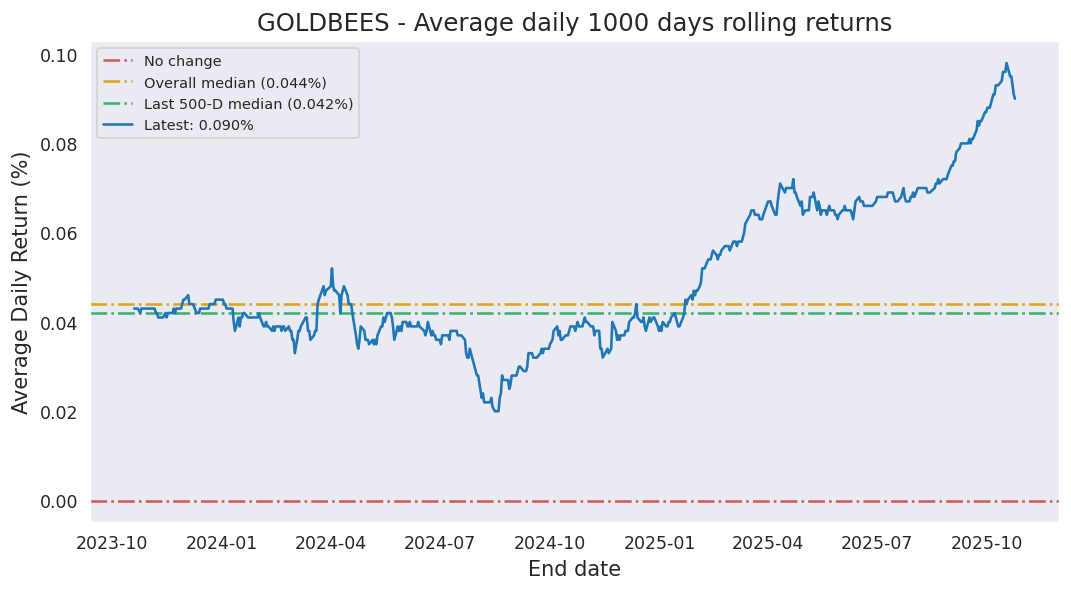 GOLDBEES - Average daily 1000 days rolling returns
Average Daily Return (%)
0.10
0.08
0.06
0.04
0.02
0.00
No change
Overall median (0.044%)
Last 500-D median (0.042%)
Latest: 0.090%
2023-10 2024-01 2024-04 2024-07 2024-10 2025-01 2025-04 2025-07 2025-10
End date